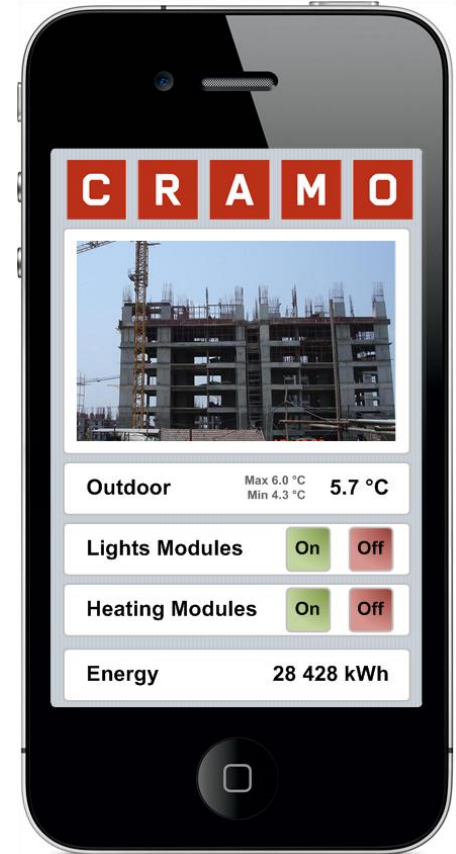 CRAMO
Outdoor
Max 6.0 °C
Min 4.3 °C
5.7 °C
Lights Modules On Off
Heating Modules On Off
Energy 28 428 kWh